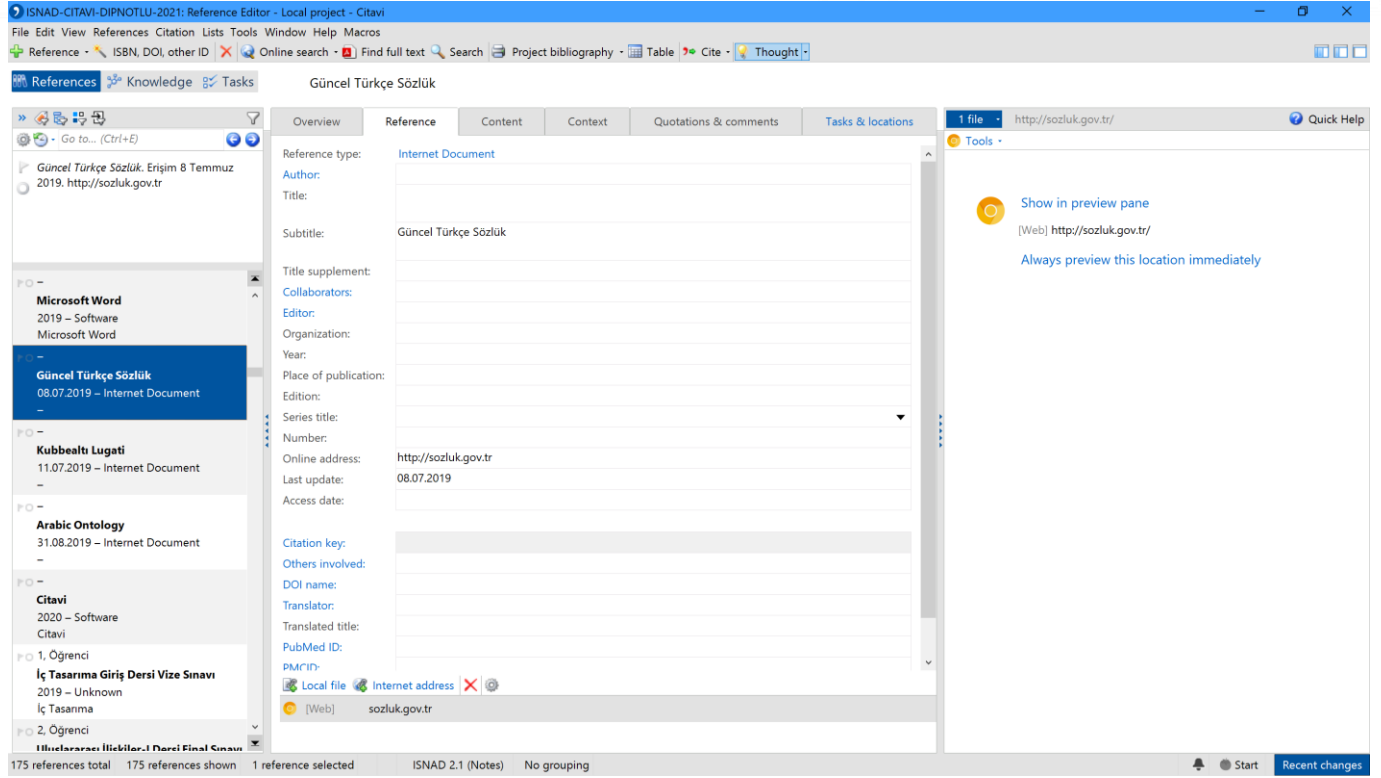 ISNAD-CITAVI-DIPNOTLU-2021: Reference Editor - Local project - Citavi
File Edit View References Citation Lists Tools Window Help Macros
Reference ISBN, DOI, other ID Online search Find full text Search Project bibliography Table Cite Thought
References Knowledge Tasks
Güncel Türkçe Sözlük
Go to... (Ctrl+E)
Güncel Türkçe Sözlük. Erişim 8 Temmuz
2019. http://sozluk.gov.tr
–
Microsoft Word
2019 – Software
Microsoft Word
–
Güncel Türkçe Sözlük
08.07.2019 – Internet Document
–
–
Kubbealtı Lugati
11.07.2019 – Internet Document
–
–
Arabic Ontology
31.08.2019 – Internet Document
–
–
Citavi
2020 – Software
Citavi
1, Öğrenci
İç Tasarıma Giriş Dersi Vize Sınavı
2019 – Unknown
İç Tasarıma
2, Öğrenci
Uluslararası İlişkiler-I Dersi Final Sınavı
Overview Reference Content Context Quotations & comments Tasks & locations
Reference type: Internet Document
Author:
Title:
Subtitle: Güncel Türkçe Sözlük
Title supplement:
Collaborators:
Editor:
Organization:
Year:
Place of publication:
Edition:
Series title:
Number:
Online address: http://sozluk.gov.tr
Last update: 08.07.2019
Access date:
Citation key:
Others involved:
DOI name:
Translator:
Translated title:
PubMed ID:
PMCID:
Local file Internet address
[Web] sozluk.gov.tr
1 file http://sozluk.gov.tr/ Quick Help
Tools
Show in preview pane
[Web] http://sozluk.gov.tr/
Always preview this location immediately
175 references total 175 references shown 1 reference selected ISNAD 2.1 (Notes) No grouping Start Recent changes